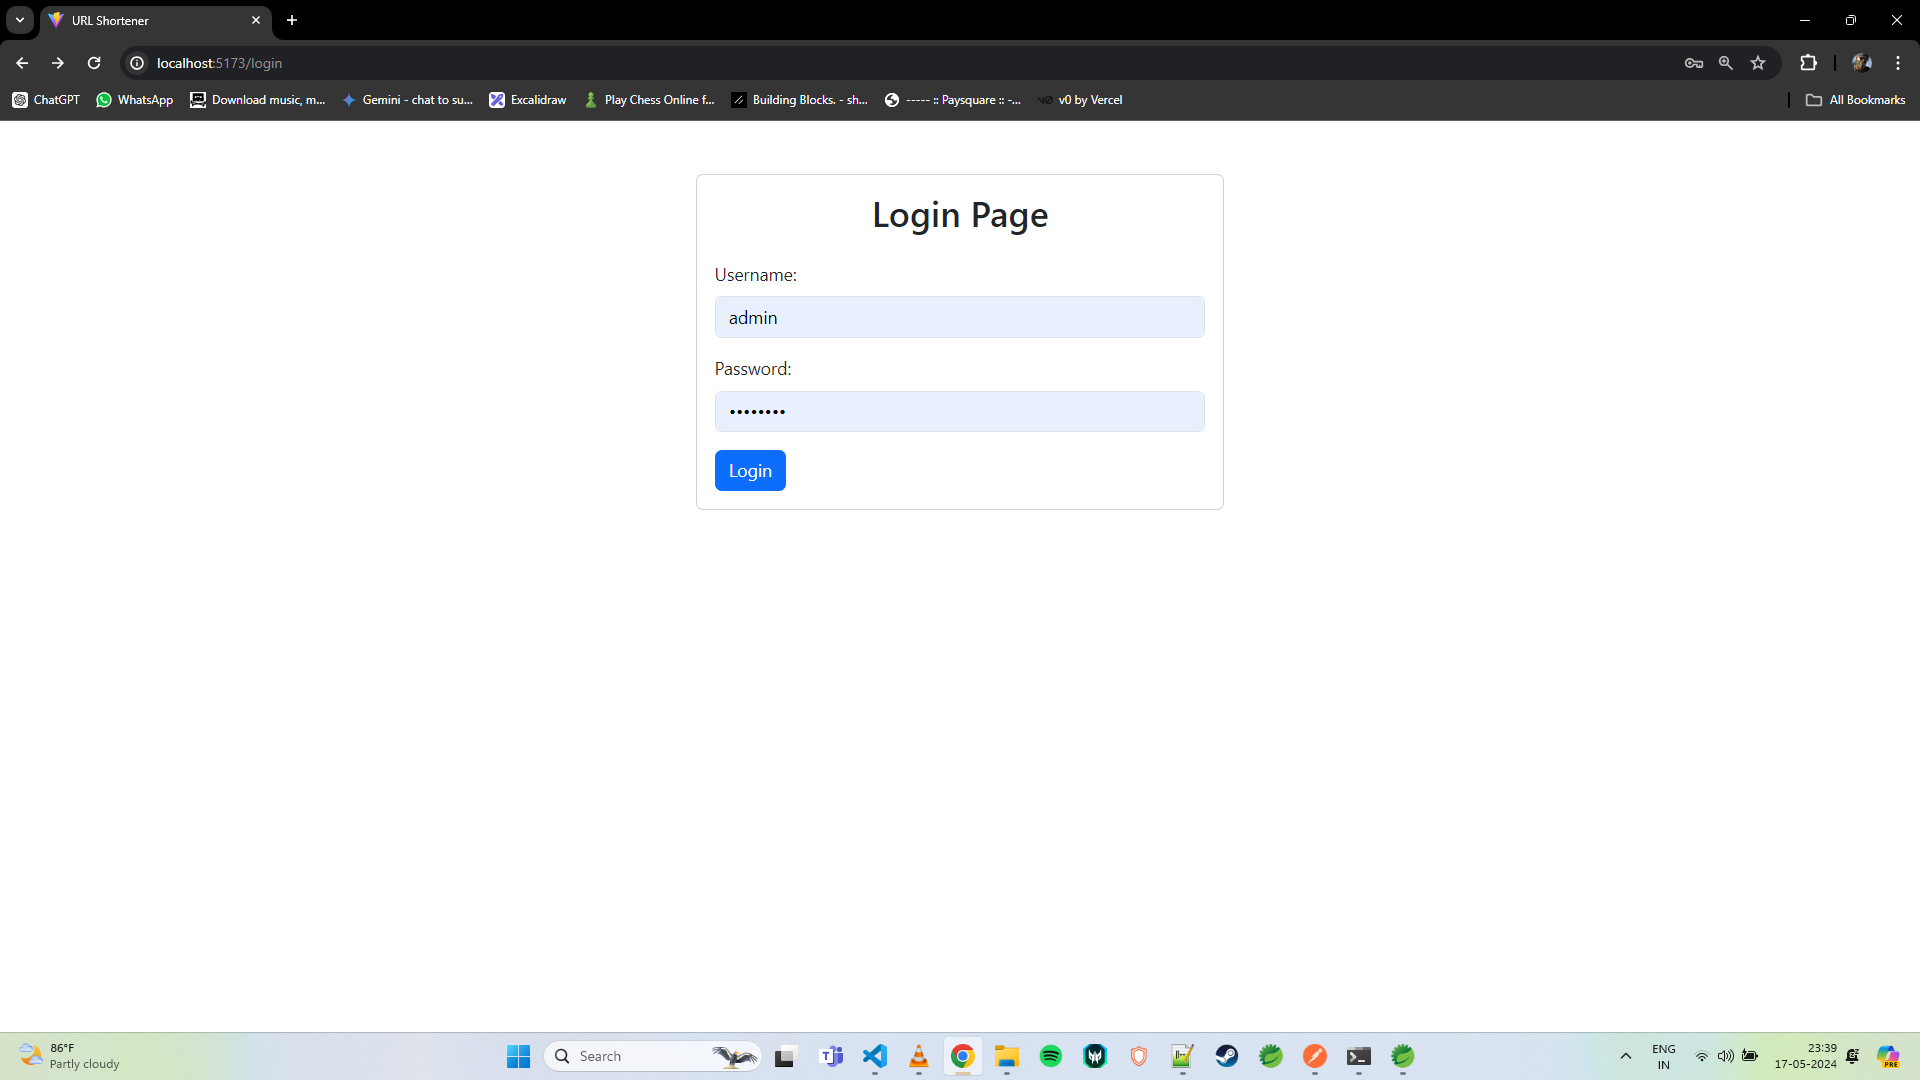 URL Shortener
localhost:5173/login
ChatGPT
WhatsApp
Download music, m...
Gemini - chat to su...
Excalidraw
Play Chess Online f...
Building Blocks. - sh...
----- :: Paysquare :: -...
v0 by Vercel
All Bookmarks
Login Page
Username:
admin
Password:
••••••••
Login
86°F
Partly cloudy
Search
ENG
IN
23:39
17-05-2024
PRE